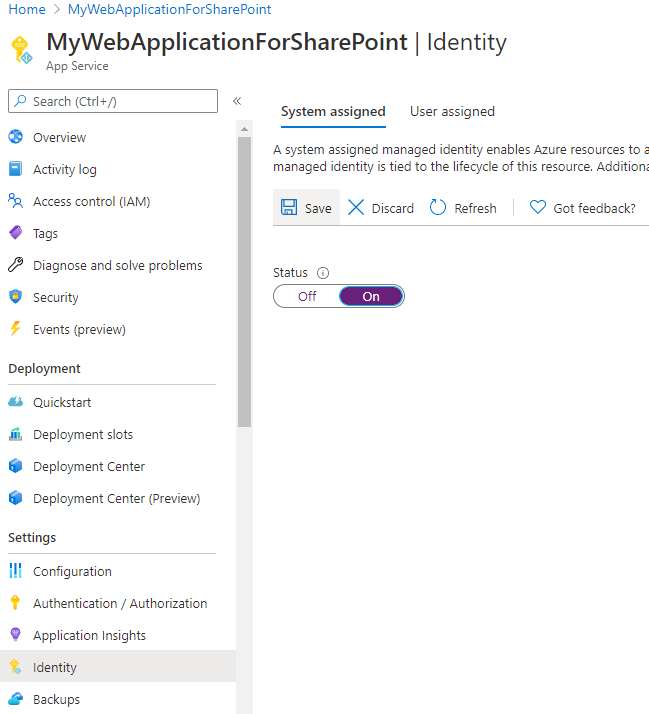 Home > MyWebApplicationForSharePoint
MyWebApplicationForSharePoint | Identity
App Service
Search (Ctrl+/)
«
Overview
Activity log
Access control (IAM)
Tags
Diagnose and solve problems
Security
Events (preview)
Deployment
Quickstart
Deployment slots
Deployment Center
Deployment Center (Preview)
Settings
Configuration
Authentication / Authorization
Application Insights
Identity
Backups
System assigned User assigned
A system assigned managed identity enables Azure resources to a
managed identity is tied to the lifecycle of this resource. Additiona
Save Discard Refresh Got feedback?
Status
Off On